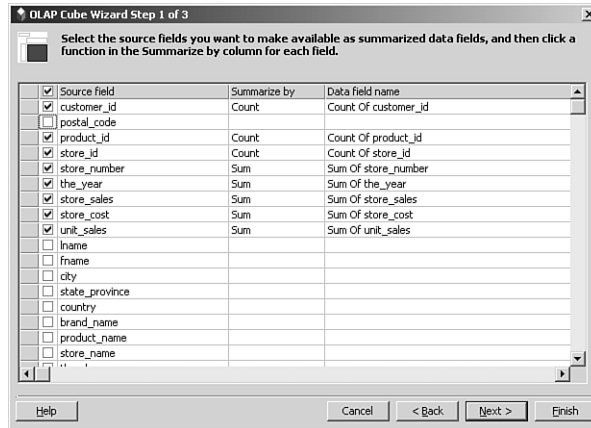 OLAP Cube Wizard Step 1 of 3
Select the source fields you want to make available as summarized data fields, and then click a
function in the Summarize by column for each field.
Source field Summarize by Data field name
customer_id Count Count Of customer_id
postal_code
product_id Count Count Of product_id
store_id Count Count Of store_id
store_number Sum Sum Of store_number
the_year Sum Sum Of the_year
store_sales Sum Sum Of store_sales
store_cost Sum Sum Of store_cost
unit_sales Sum Sum Of unit_sales
lname
fname
city
state_province
country
brand_name
product_name
store_name
Help Cancel < Back Next > Finish